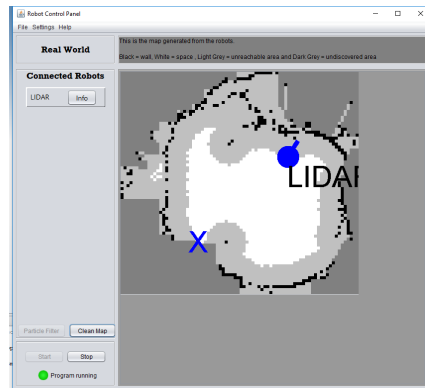 Robot Control Panel
File Settings Help
Real World
This is the map generated from the robots.
Black = wall, White = space , Light Grey = unreachable area and Dark Grey = undiscovered area
Connected Robots
LIDAR Info
LIDAR
X
Particle Filter Clean Map
Start Stop
Program running